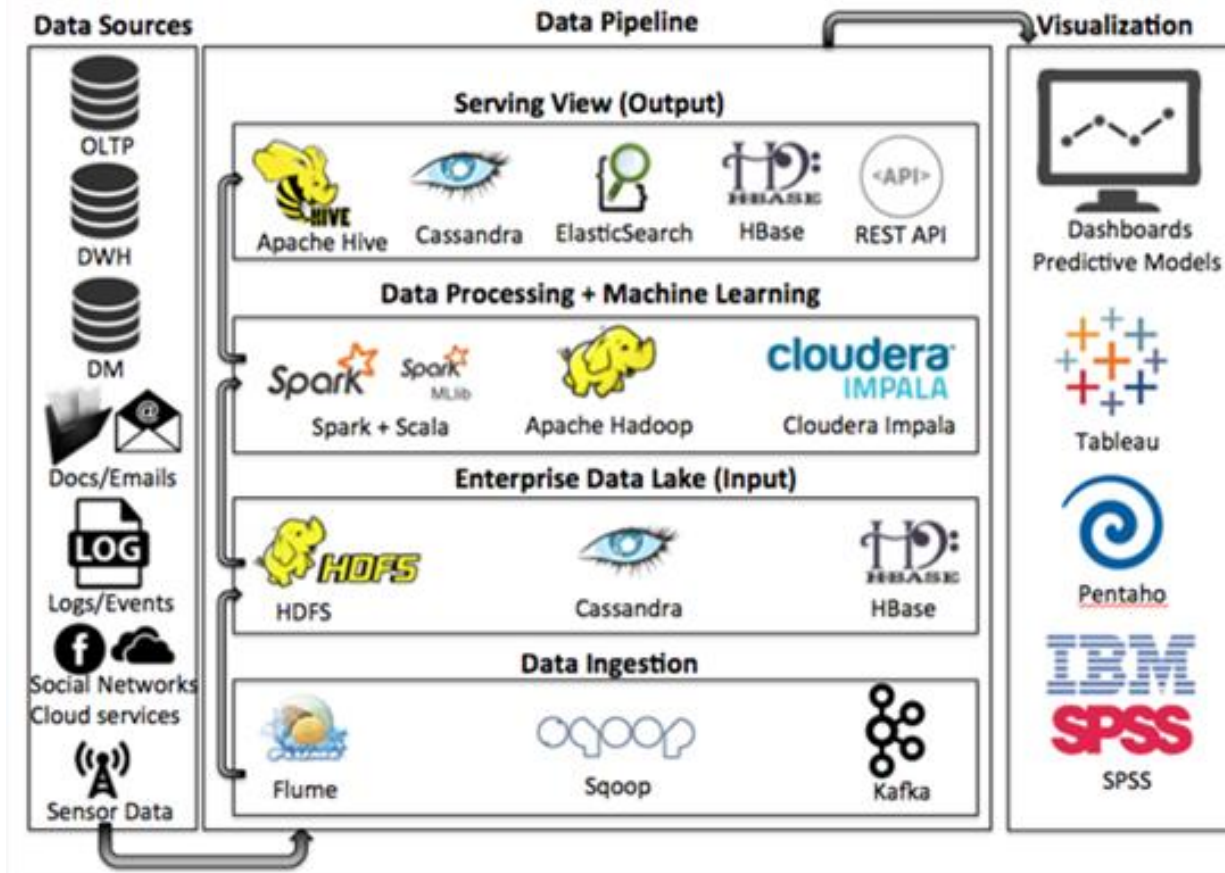 Data Sources
OLTP
DWH
DM
@
Docs/Emails
LOG
Logs/Events
f
Social Networks
Cloud services
Sensor Data
Data Pipeline
Serving View (Output)
HIVE
Apache Hive
Cassandra
ElasticSearch
HBASE
HBase
<API>
REST API
Data Processing + Machine Learning
Spark
Spark
MLlib
Spark + Scala
Apache Hadoop
cloudera
IMPALA
Cloudera Impala
Enterprise Data Lake (Input)
HDFS
HDFS
Cassandra
HBASE
HBase
Data Ingestion
Flume
sqoop
Sqoop
Kafka
Visualization
Dashboards
Predictive Models
Tableau
Pentaho
IBM
SPSS
SPSS